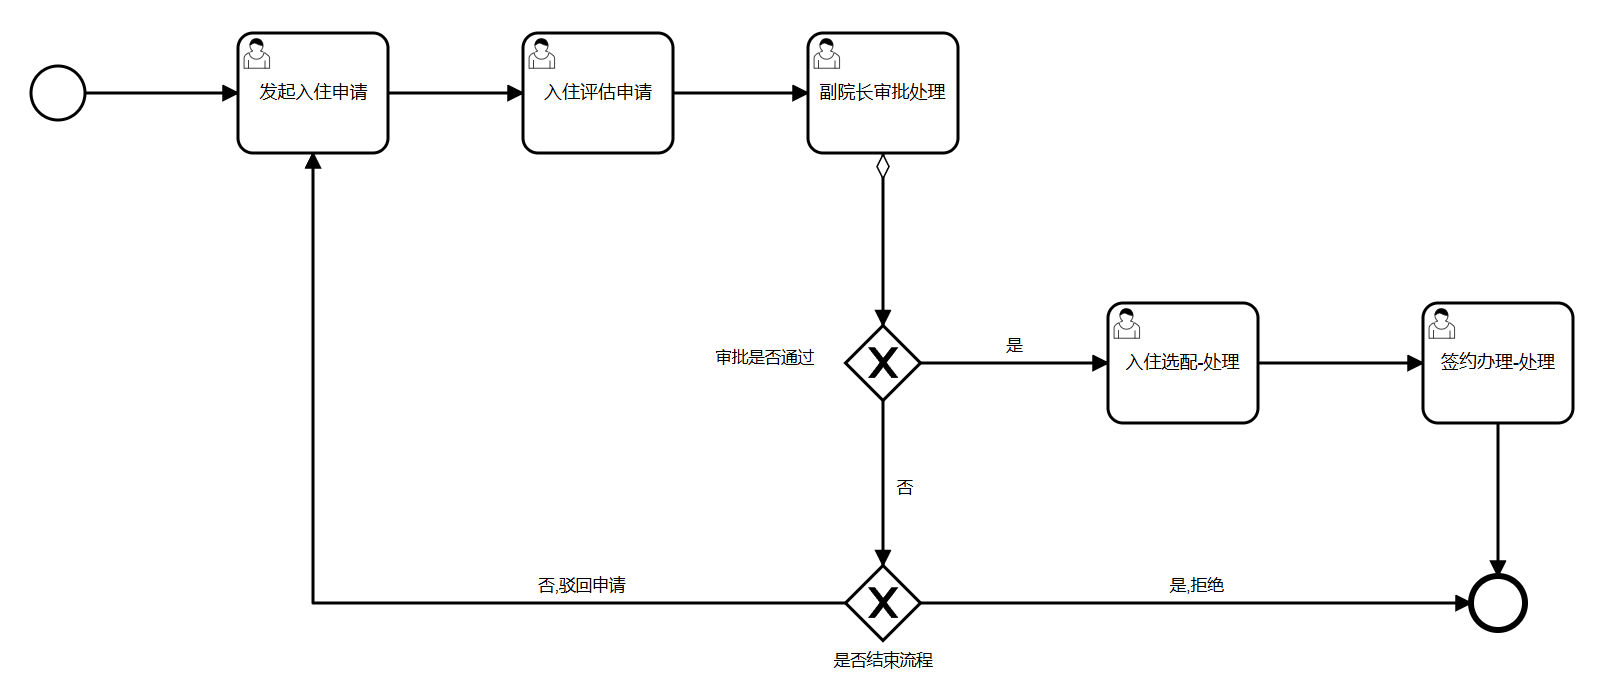 发起入住申请
入住评估申请
副院长审批处理
审批是否通过
是
入住选配-处理
签约办理-处理
否
否,驳回申请
是,拒绝
是否结束流程